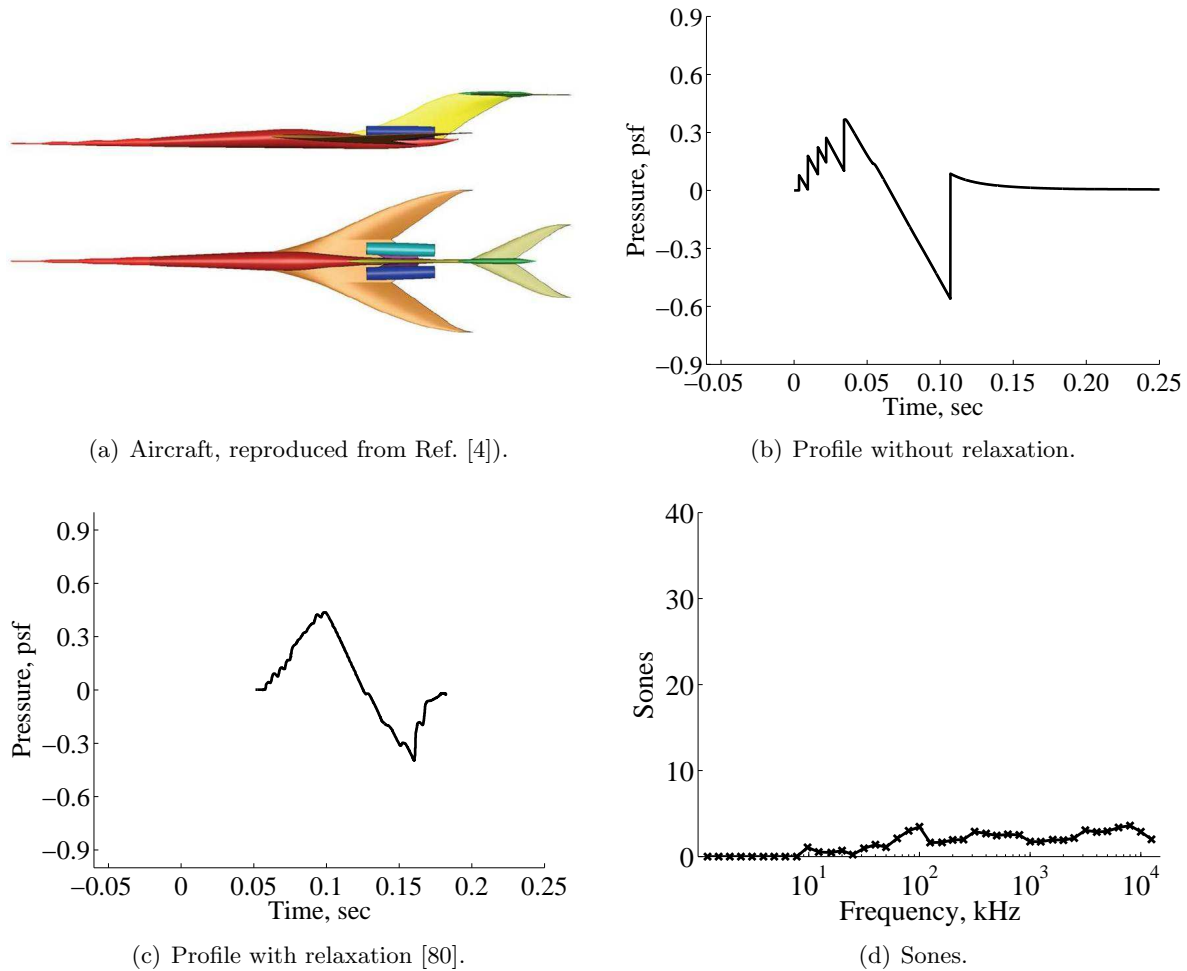 0.9
0.6
0.3
0
−0.3
−0.6
−0.9
Pressure, psf
−0.05 0 0.05 0.10 0.15 0.20 0.25
Time, sec
(a) Aircraft, reproduced from Ref. [4]).
(b) Profile without relaxation.
0.9
0.6
0.3
0
−0.3
−0.6
−0.9
Pressure, psf
−0.05 0 0.05 0.1 0.15 0.20 0.25
Time, sec
40
30
20
10
0
Sones
10^1 10^2 10^3 10^4
Frequency, kHz
(c) Profile with relaxation [80].
(d) Sones.